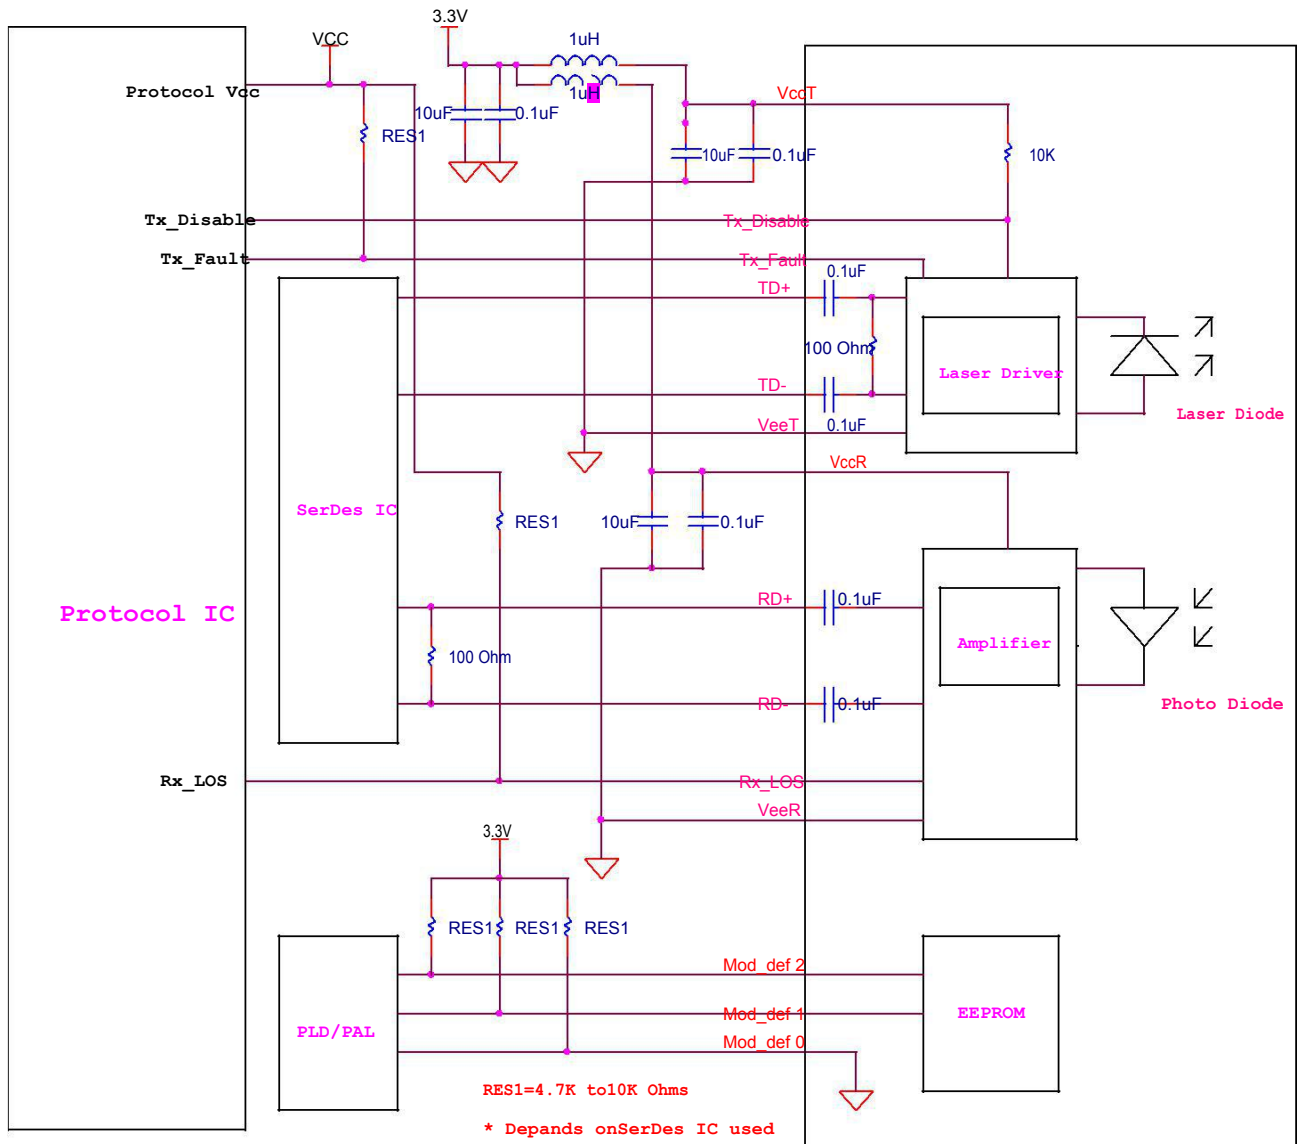 3.3V
VCC
1uH
Protocol Vcc
1uH
VccT
10uF
0.1uF
RES1
10uF
0.1uF
10K
Tx_Disable
Tx_Disable
Tx_Fault
Tx_Fault
0.1uF
TD+
100 Ohm
Laser Driver
TD-
Laser Diode
VeeT
0.1uF
VccR
SerDes IC
RES1
10uF
0.1uF
Protocol IC
RD+
0.1uF
100 Ohm
Amplifier
RD-
0.1uF
Photo Diode
Rx_LOS
Rx_LOS
VeeR
3.3V
RES1
RES1
RES1
Mod_def 2
PLD/PAL
Mod_def 1
EEPROM
Mod_def 0
RES1=4.7K to10K Ohms
* Depands onSerDes IC used